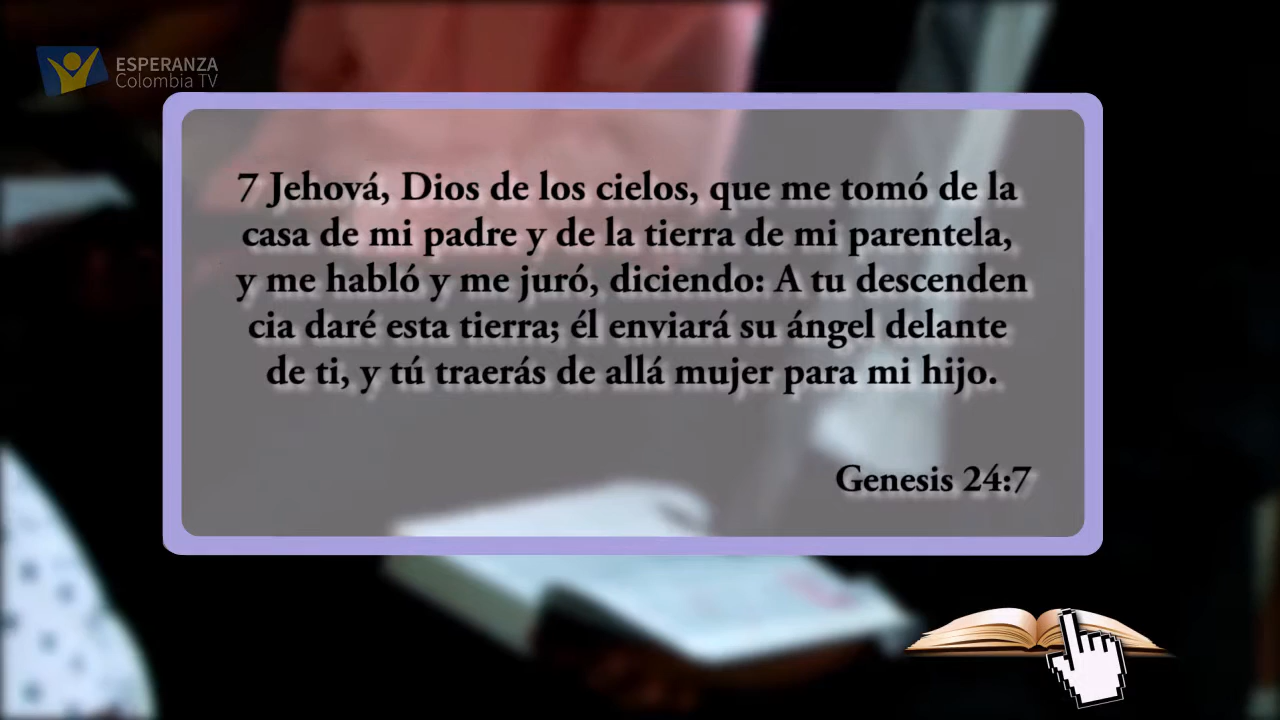 ESPERANZA
Colombia TV
7 Jehová, Dios de los cielos, que me tomó de la
casa de mi padre y de la tierra de mi parentela,
y me habló y me juró, diciendo: A tu descenden
cia daré esta tierra; él enviará su ángel delante
de ti, y tú traerás de allá mujer para mi hijo.
Genesis 24:7